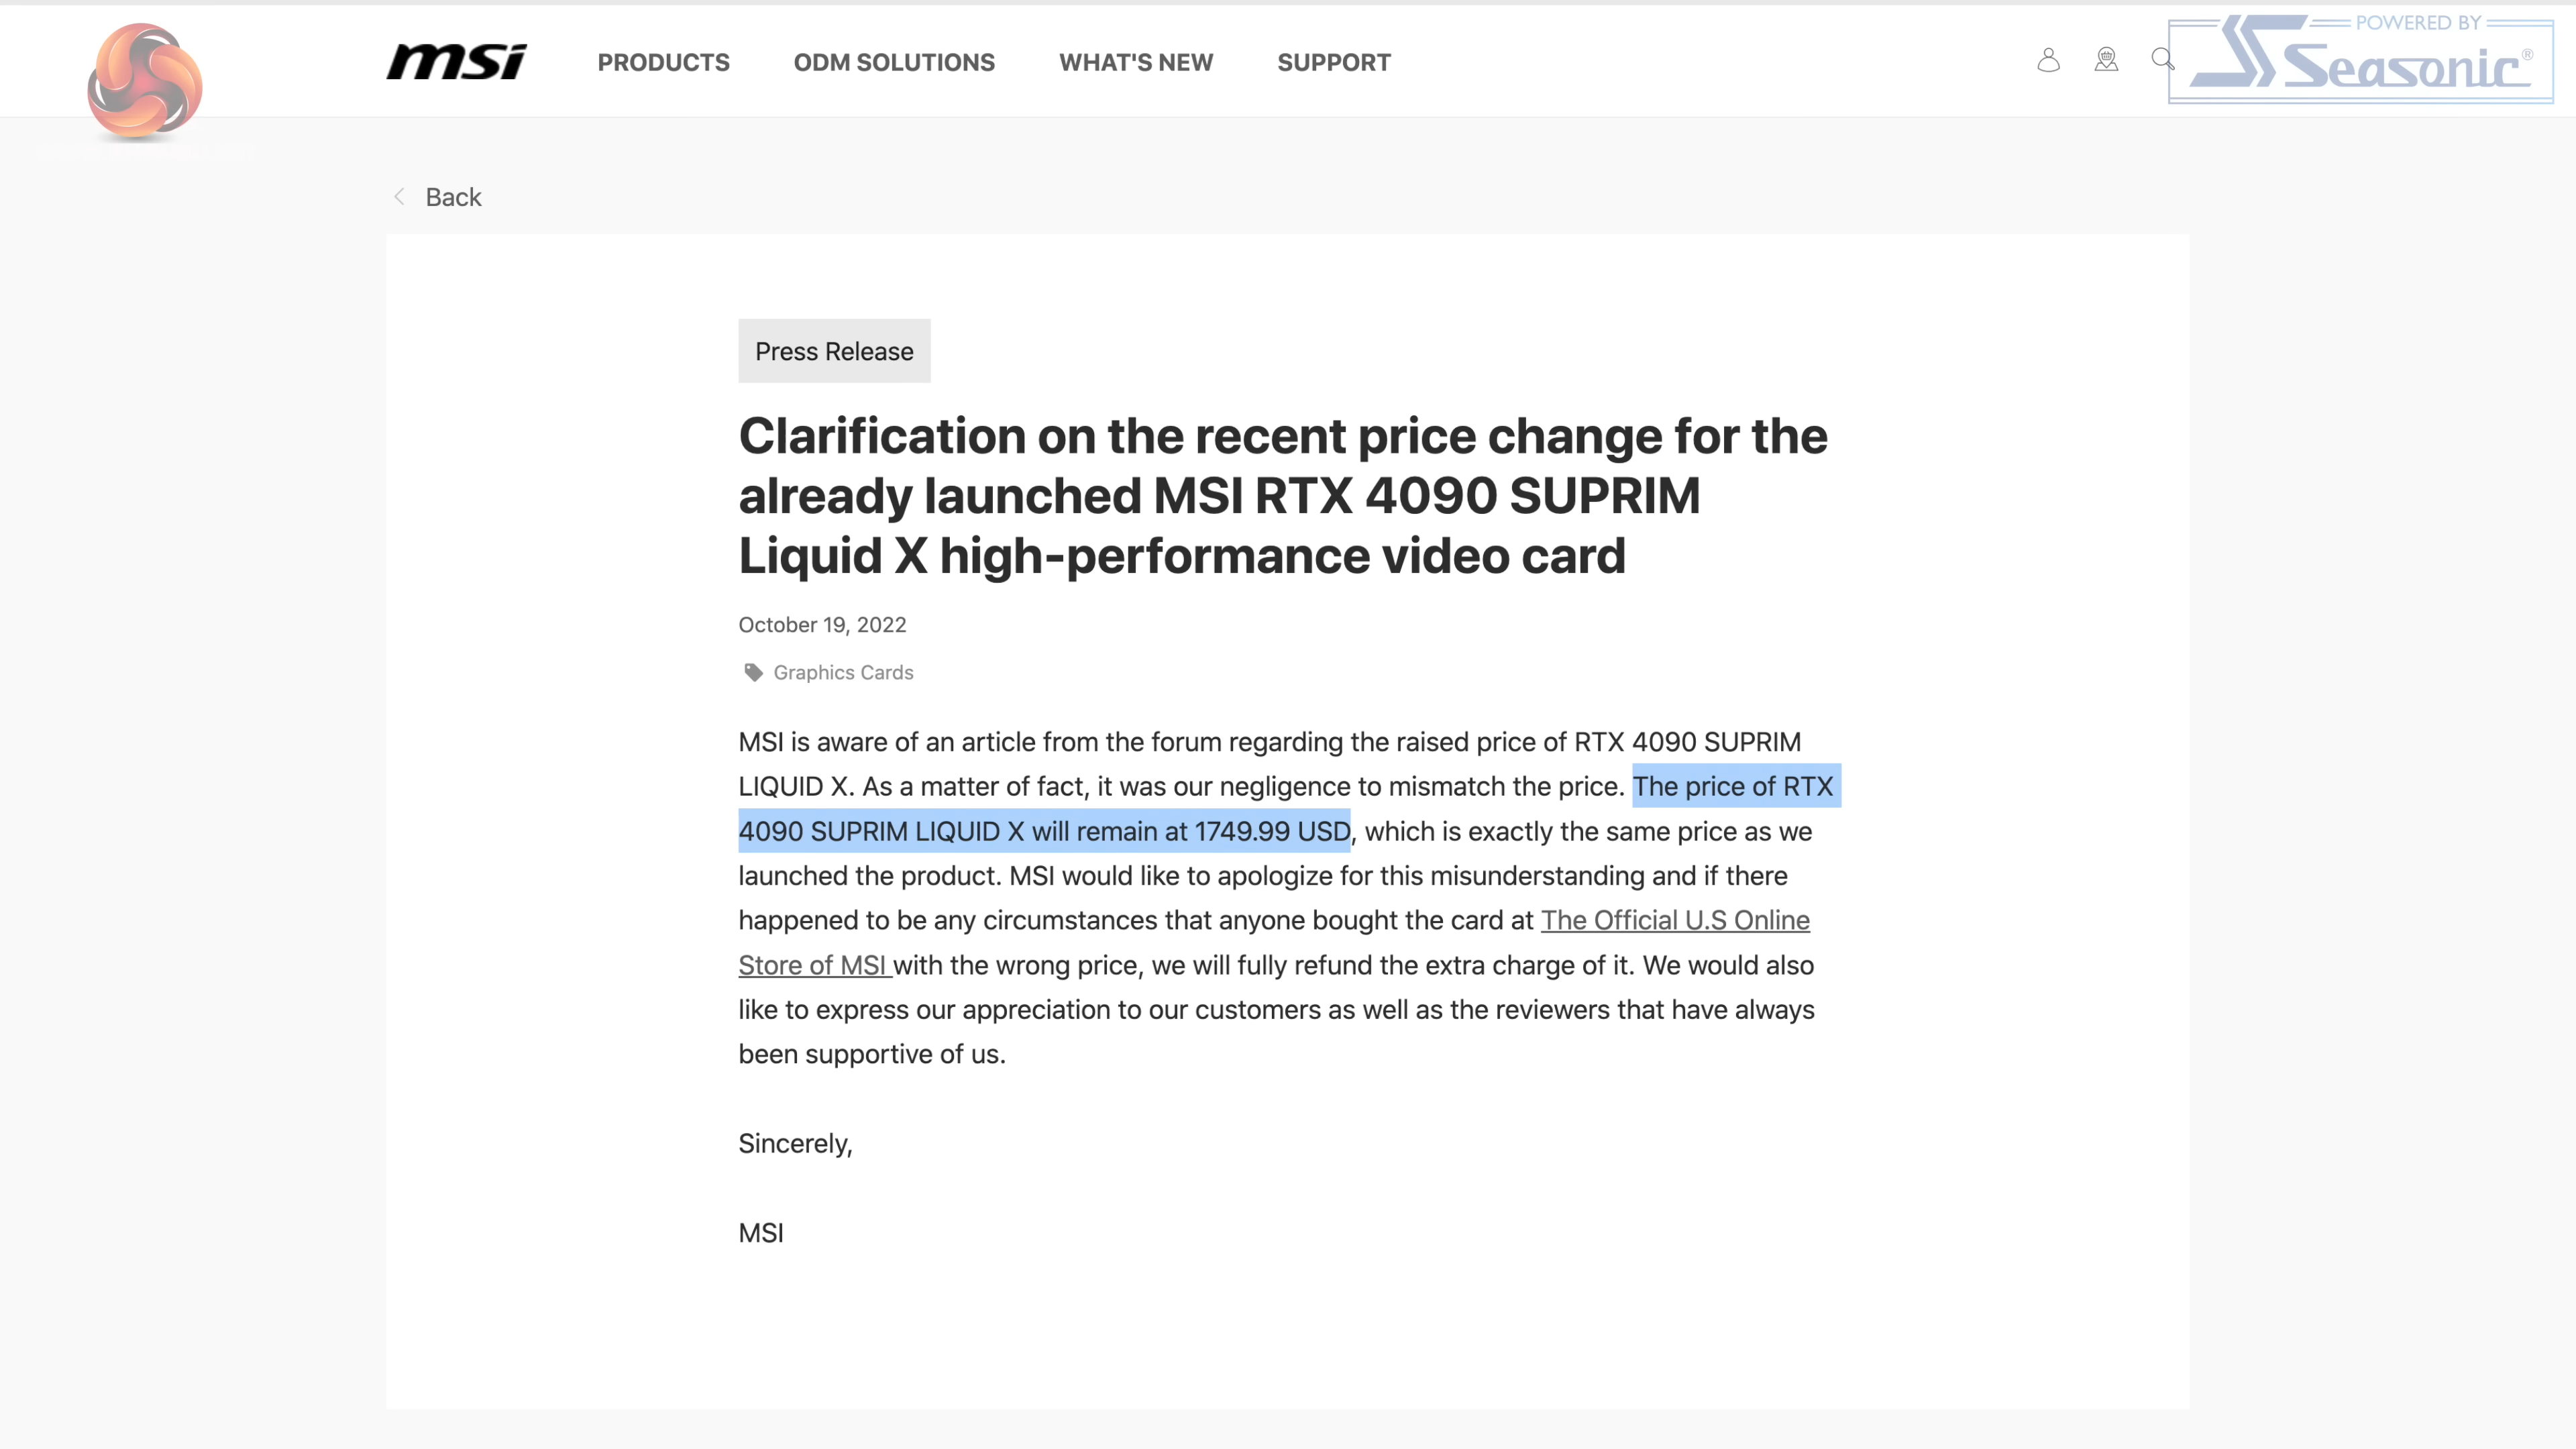 msi
PRODUCTS
ODM SOLUTIONS
WHAT'S NEW
SUPPORT
POWERED BY
Seasonic®
Back
Press Release
Clarification on the recent price change for the
already launched MSI RTX 4090 SUPRIM
Liquid X high-performance video card
October 19, 2022
Graphics Cards
MSI is aware of an article from the forum regarding the raised price of RTX 4090 SUPRIM
LIQUID X. As a matter of fact, it was our negligence to mismatch the price. The price of RTX
4090 SUPRIM LIQUID X will remain at 1749.99 USD, which is exactly the same price as we
launched the product. MSI would like to apologize for this misunderstanding and if there
happened to be any circumstances that anyone bought the card at The Official U.S Online
Store of MSI with the wrong price, we will fully refund the extra charge of it. We would also
like to express our appreciation to our customers as well as the reviewers that have always
been supportive of us.
Sincerely,
MSI